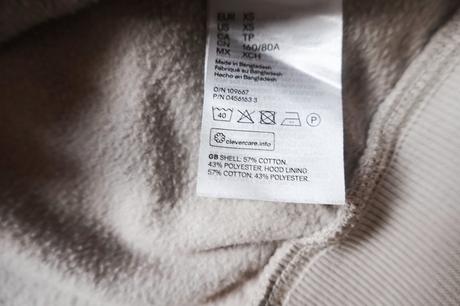 EUR XS
US XS
CA TP
CN 160/80A
MX XCH
Made in Bangladesh
Fabriqué au Bangladesh
Hecho en Bangladesh
O/N 109667
P/N 0456163 3
40 P
clevercare.info
GB SHELL: 57% COTTON,
43% POLYESTER, HOOD LINING:
57% COTTON, 43% POLYESTER.